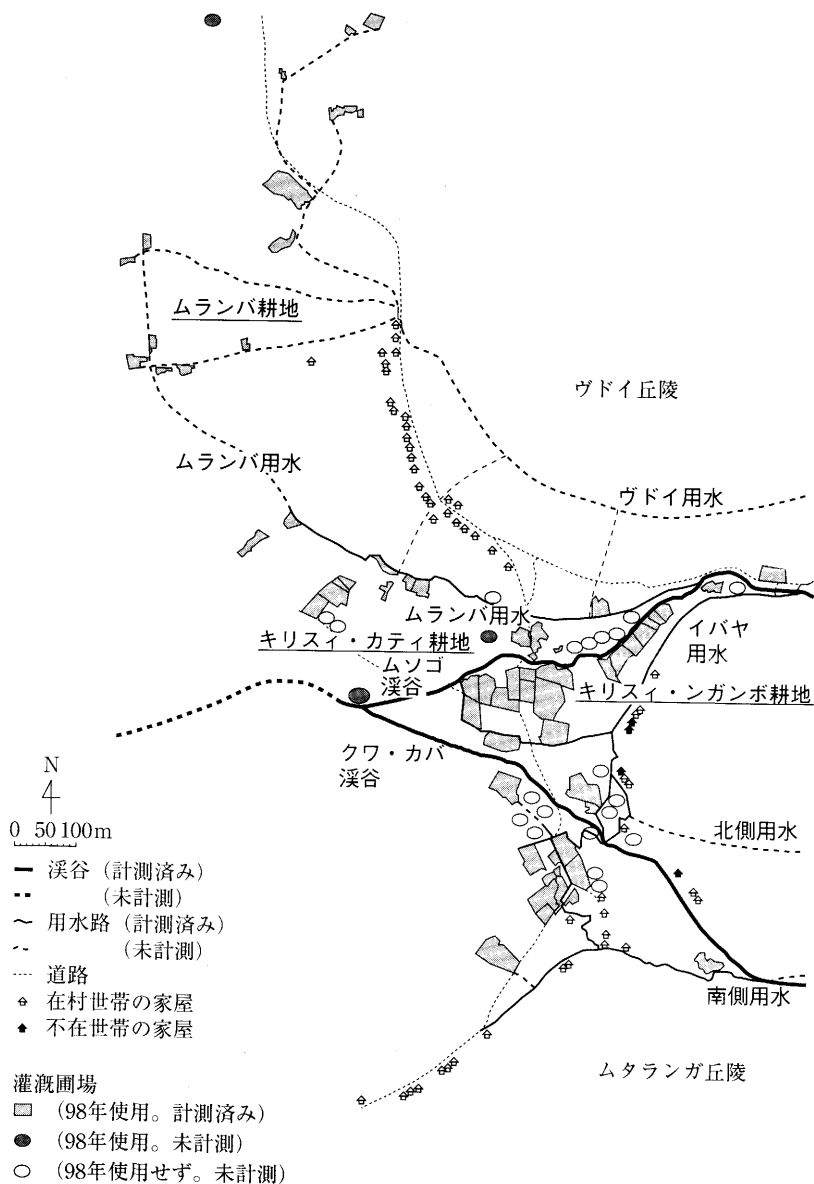 ムランバ耕地
ヴドイ丘陵
ムランバ用水
ヴドイ用水
ムランバ用水
イバヤ
用水
キリスィ・カティ耕地
ムソゴ
渓谷
キリスィ・ンガンボ耕地
クワ・カバ
渓谷
北側用水
南側用水
ムタランガ丘陵
N
0 50 100m
渓谷（計測済み）
（未計測）
用水路（計測済み）
（未計測）
道路
在村世帯の家屋
不在世帯の家屋
灌漑圃場
（98年使用。計測済み）
（98年使用。未計測）
（98年使用せず。未計測）